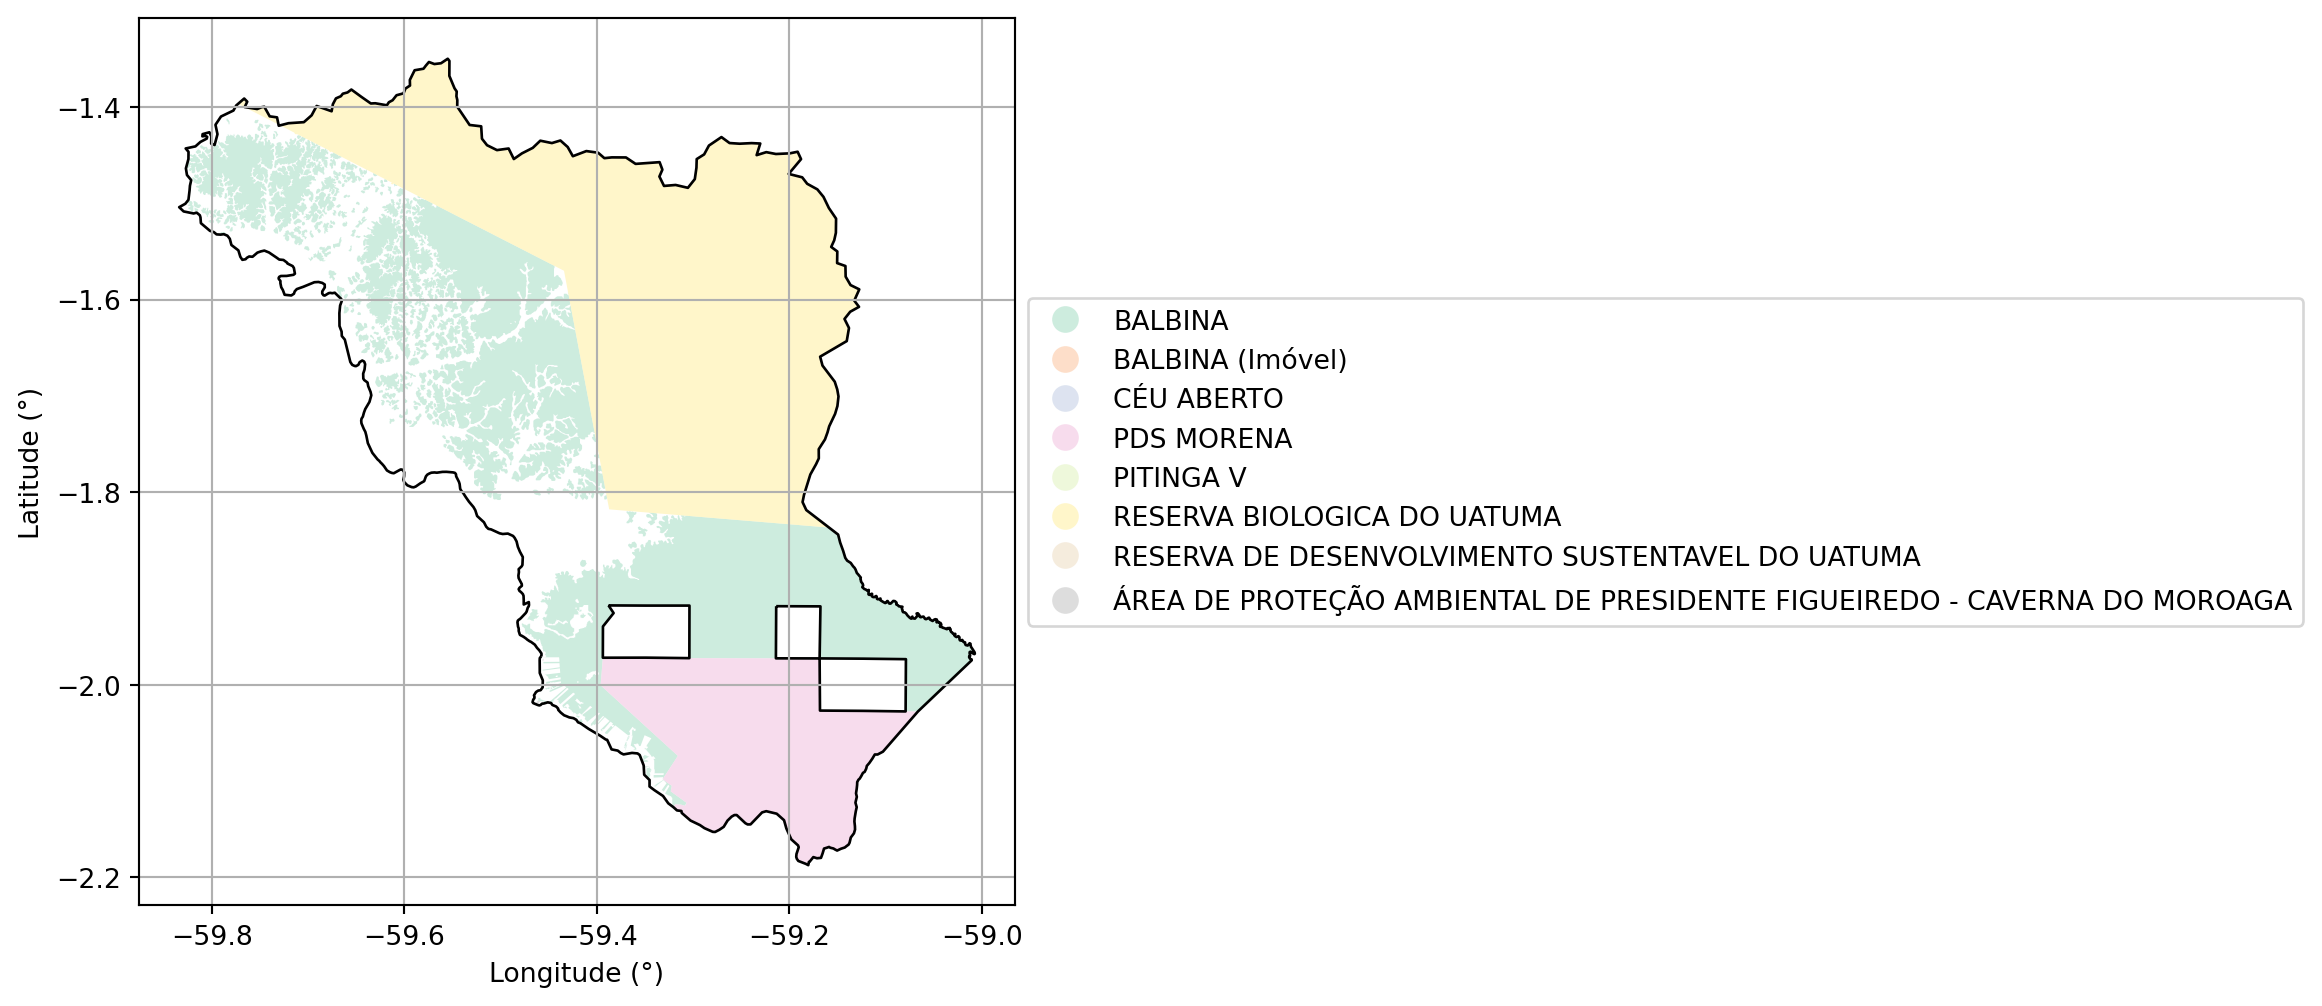 −1.4
−1.6
−1.8
−2.0
−2.2
Latitude (°)
−59.8
−59.6
−59.4
−59.2
−59.0
Longitude (°)
BALBINA
BALBINA (Imóvel)
CÉU ABERTO
PDS MORENA
PITINGA V
RESERVA BIOLOGICA DO UATUMA
RESERVA DE DESENVOLVIMENTO SUSTENTAVEL DO UATUMA
ÁREA DE PROTEÇÃO AMBIENTAL DE PRESIDENTE FIGUEIREDO - CAVERNA DO MOROAGA